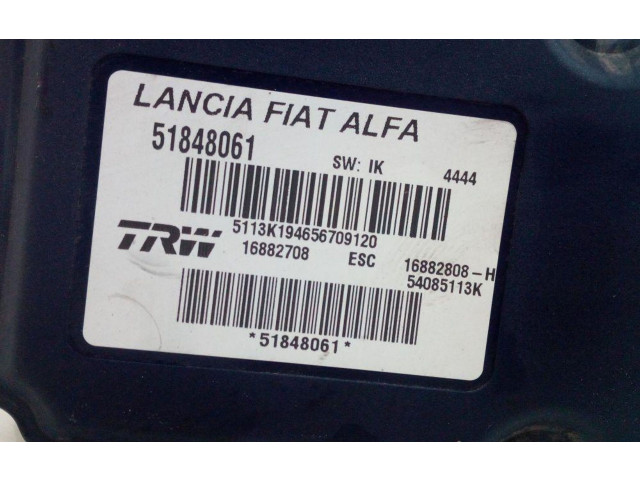 LANCIA FIAT ALFA
51848061
SW: IK 4444
5113K194656709120
TRW 16882708 ESC 16882808-H
54085113K
*51848061*